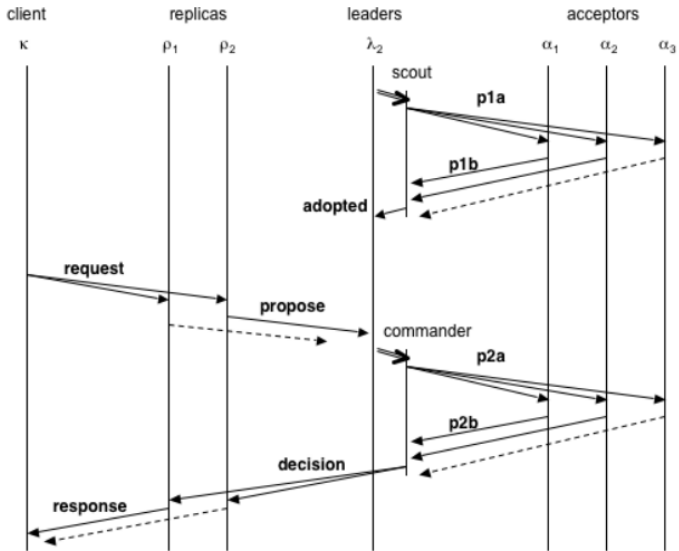 client replicas leaders acceptors
κ ρ1 ρ2 λ2 α1 α2 α3
scout
p1a
p1b
adopted
request
propose
commander
p2a
p2b
decision
response